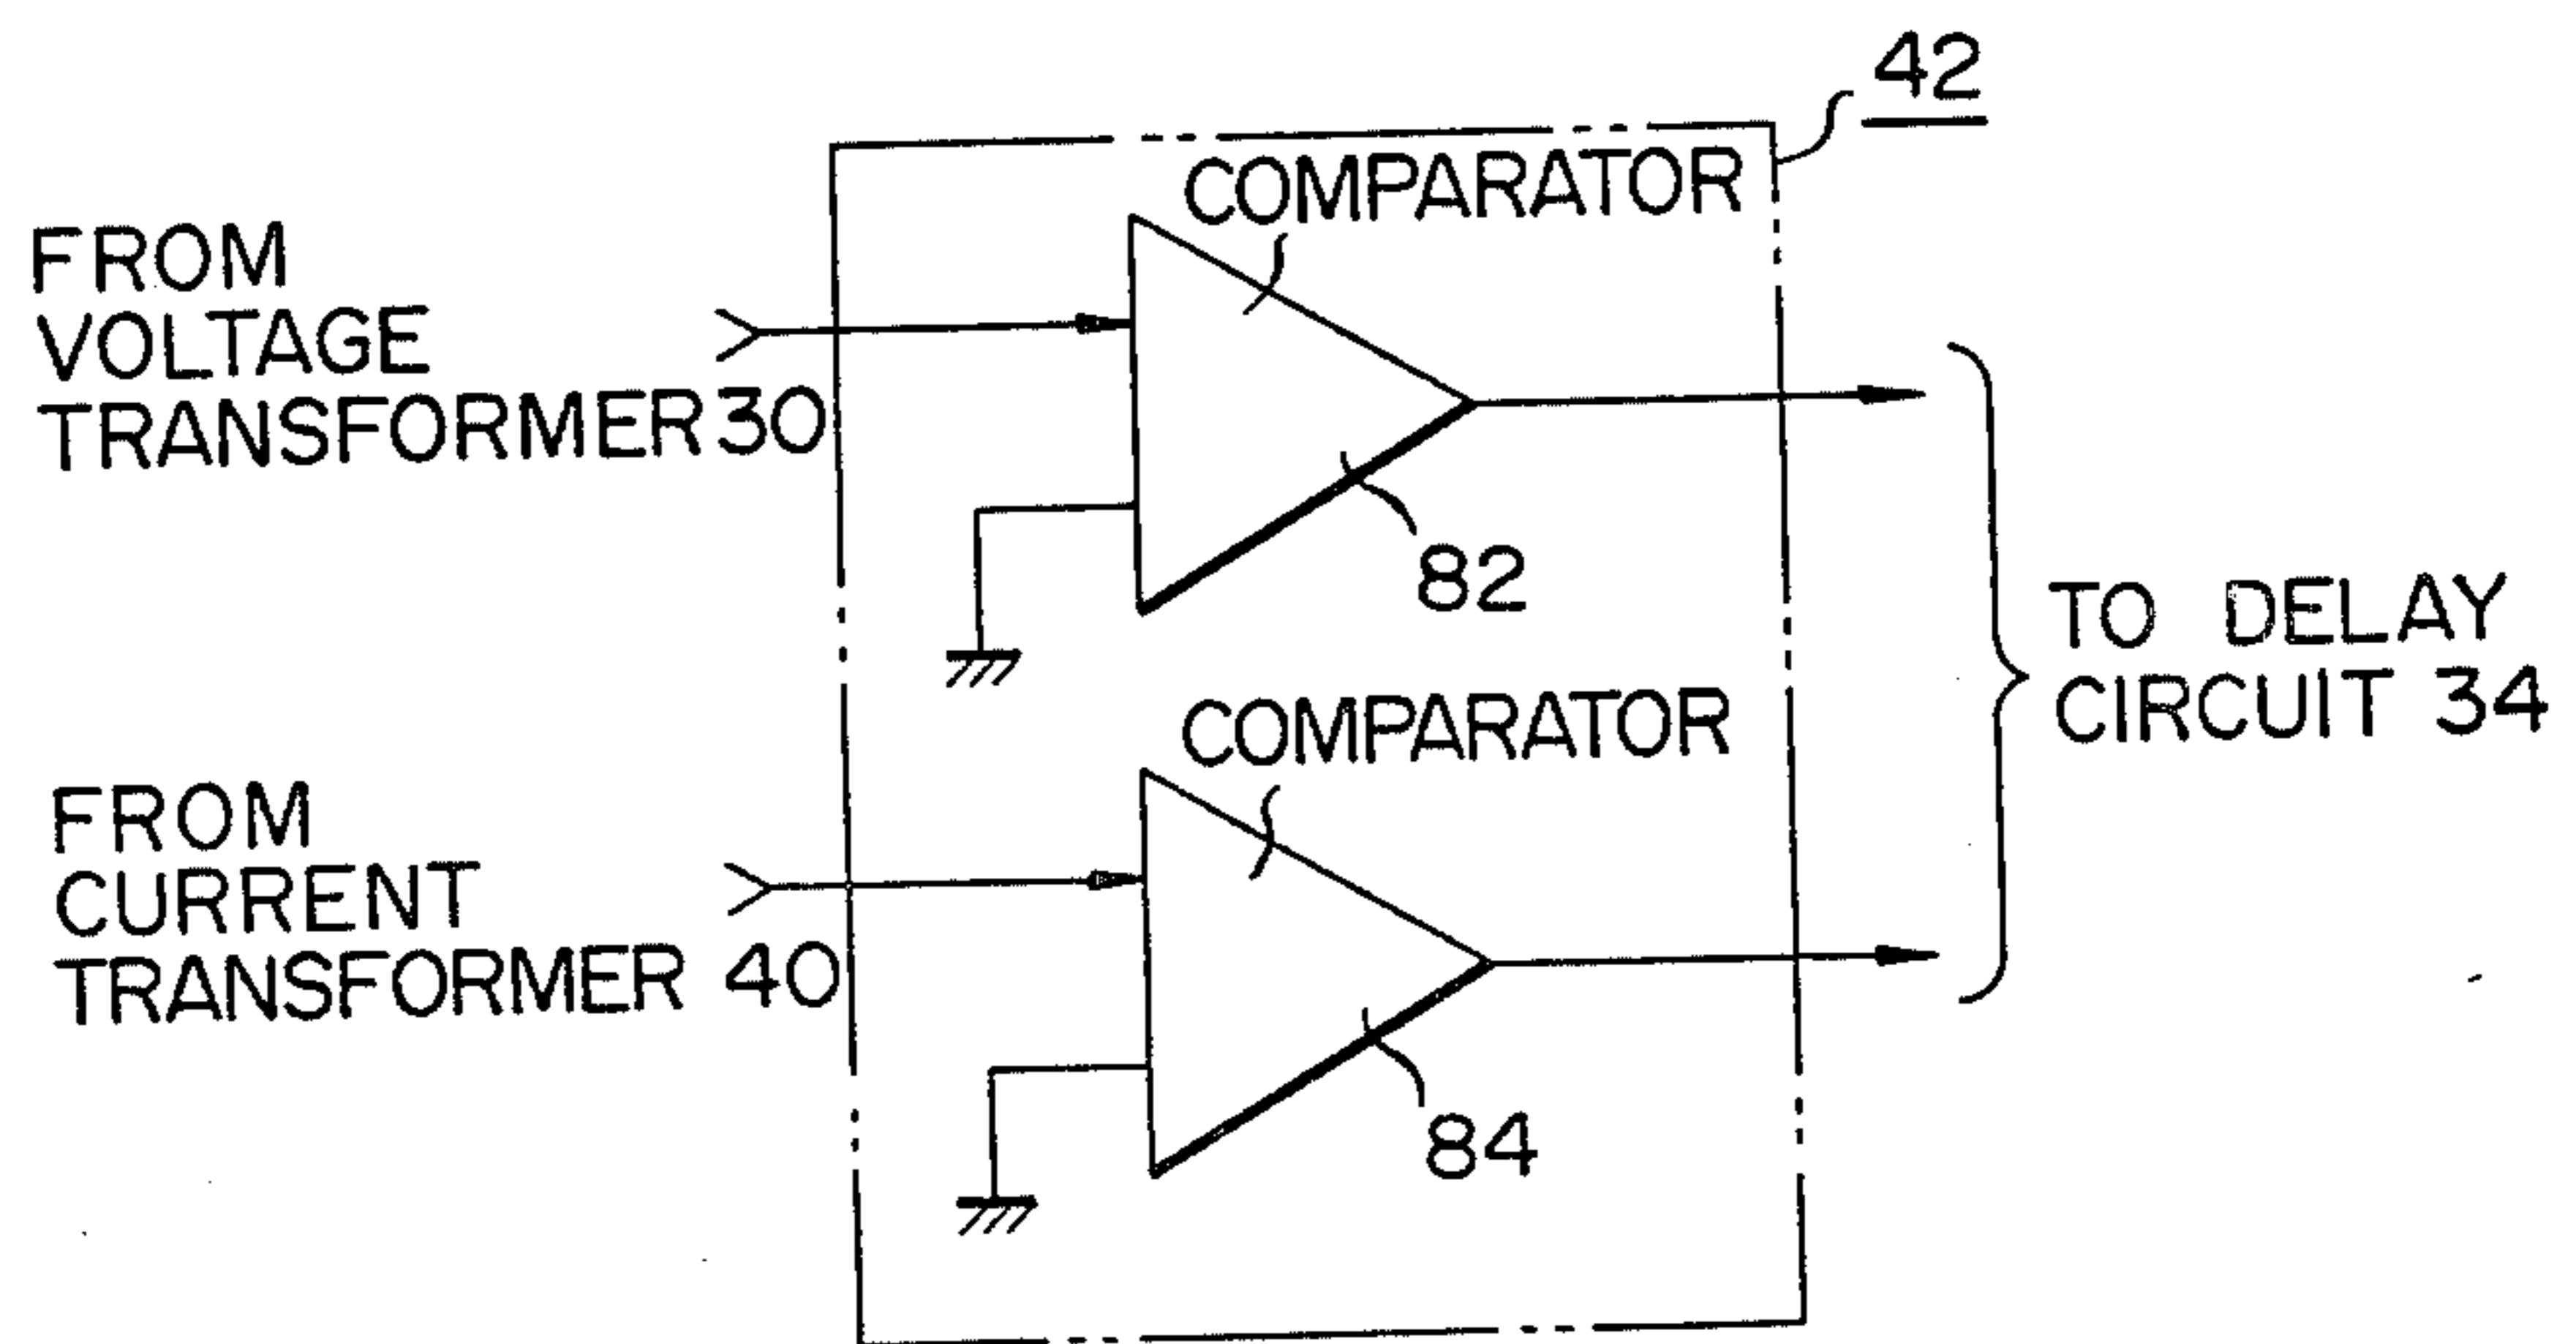 42
COMPARATOR
FROM
VOLTAGE
TRANSFORMER 30
82
TO DELAY
CIRCUIT 34
COMPARATOR
FROM
CURRENT
TRANSFORMER 40
84